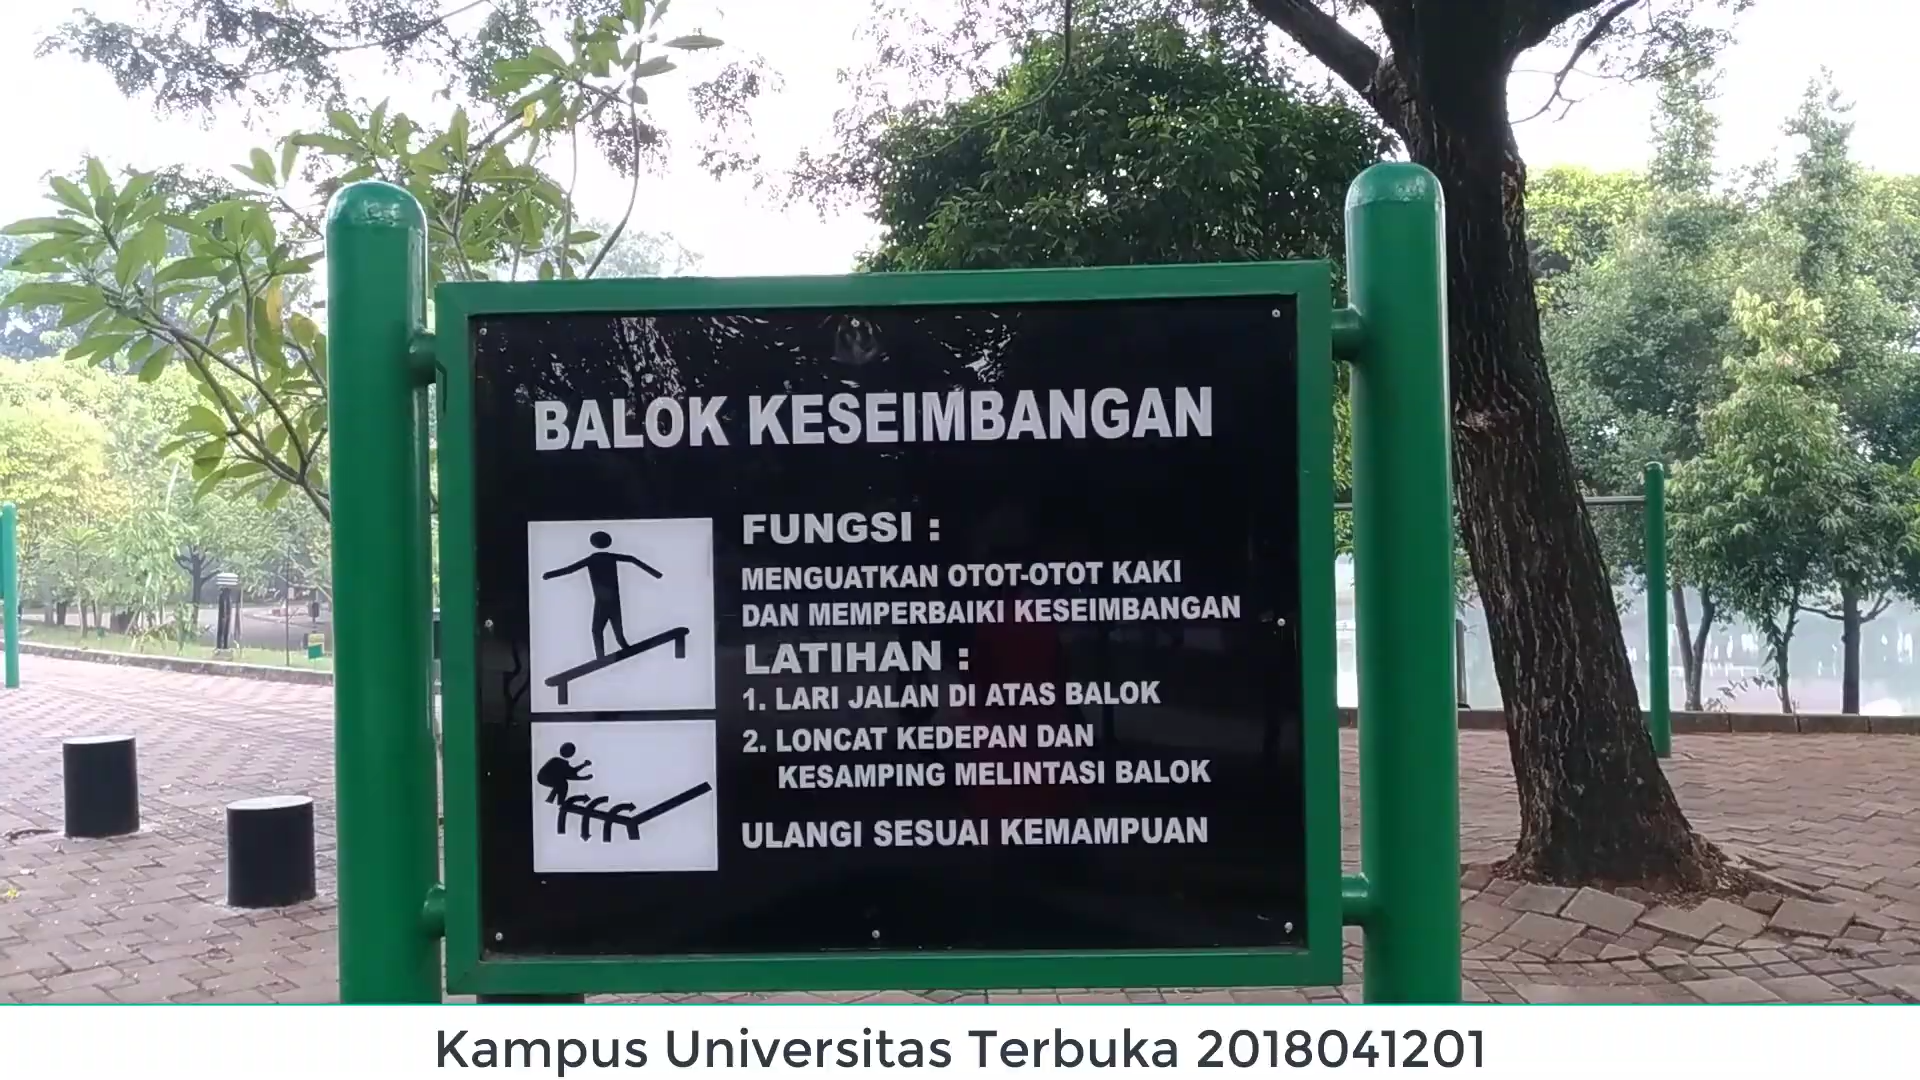 BALOK KESEIMBANGAN
FUNGSI :
MENGUATKAN OTOT-OTOT KAKI
DAN MEMPERBAIKI KESEIMBANGAN
LATIHAN :
1. LARI JALAN DI ATAS BALOK
2. LONCAT KEDEPAN DAN
KESAMPING MELINTASI BALOK
ULANGI SESUAI KEMAMPUAN
Kampus Universitas Terbuka 2018041201